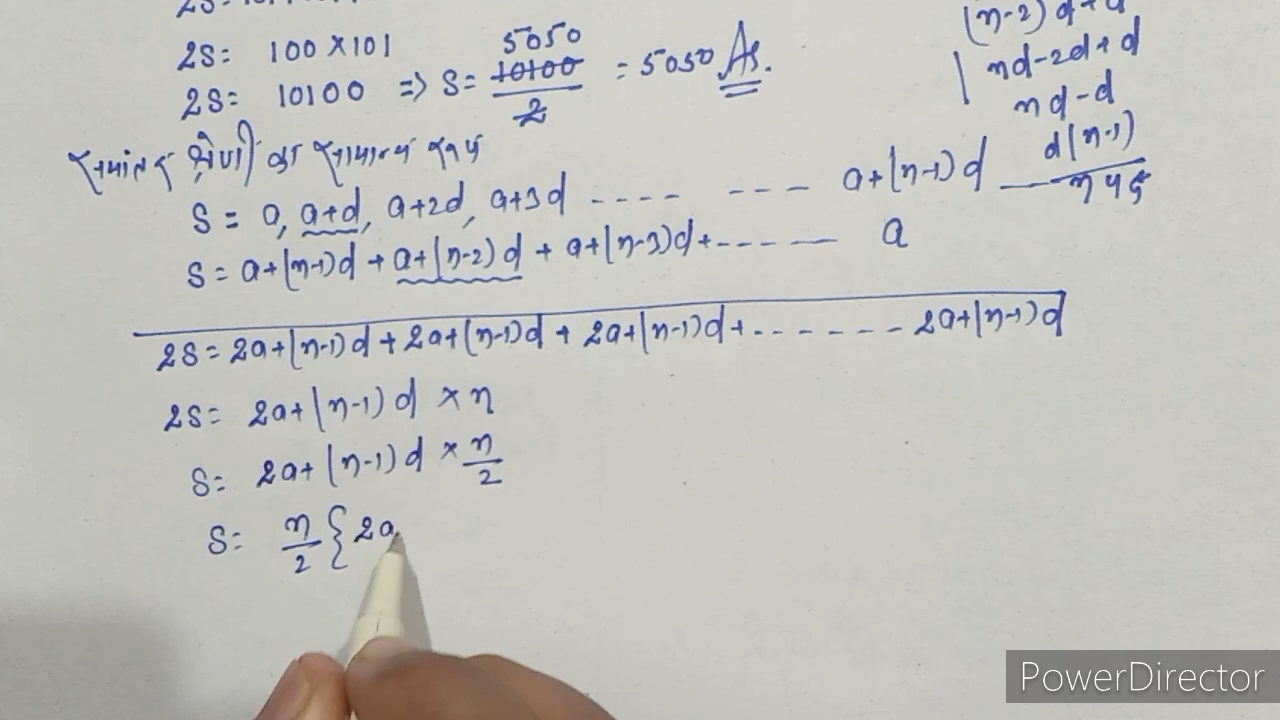 2S = 100 × 101
2S = 10100 => S = 10100/2 5050 = 5050 As.
(n-2)d+d
nd-2d+d
nd-d
d(n-1)
समांतर श्रेणी का सामान्य रूप
S = a, a+d, a+2d, a+3d ---- --- a+(n-1)d — n पद
S = a+(n-1)d + a+(n-2)d + a+(n-3)d+----- a
2S = 2a+(n-1)d + 2a+(n-1)d + 2a+(n-1)d+------ 2a+(n-1)d
2S = 2a+(n-1)d × n
S = 2a+(n-1)d × n/2
S = n/2 { 2a
PowerDirector